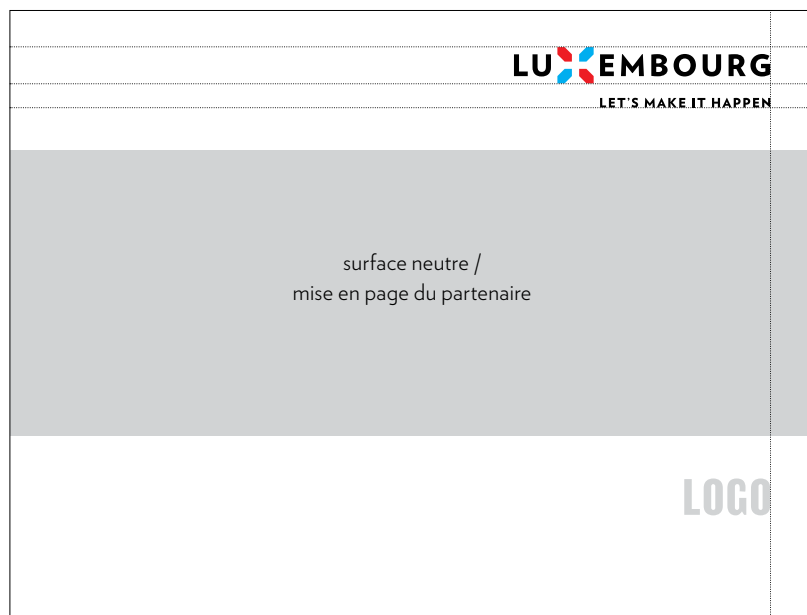 LUXEMBOURG
LET'S MAKE IT HAPPEN
surface neutre /
mise en page du partenaire
LOGO